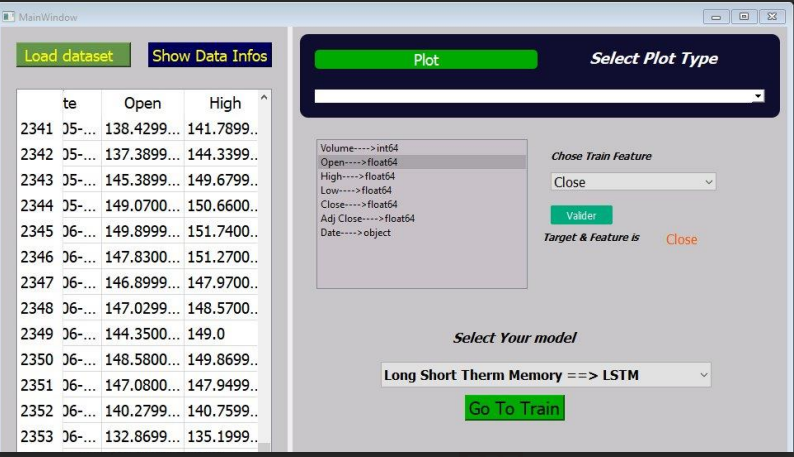 MainWindow
Load dataset
Show Data Infos
te Open High
2341 05-... 138.4299... 141.7899...
2342 05-... 137.3899... 144.3399...
2343 05-... 145.3899... 149.6799...
2344 05-... 149.0700... 150.6600...
2345 06-... 149.8999... 151.7400...
2346 06-... 147.8300... 151.2700...
2347 06-... 146.8999... 147.9700...
2348 06-... 147.0299... 148.5700...
2349 06-... 144.3500... 149.0
2350 06-... 148.5800... 149.8699...
2351 06-... 147.0800... 147.9499...
2352 06-... 140.2799... 140.7599...
2353 06-... 132.8699... 135.1999...
Plot
Select Plot Type
Volume---->int64
Open---->float64
High---->float64
Low---->float64
Close---->float64
Adj Close---->float64
Date---->object
Chose Train Feature
Close
Valider
Target & Feature is Close
Select Your model
Long Short Therm Memory ==> LSTM
Go To Train